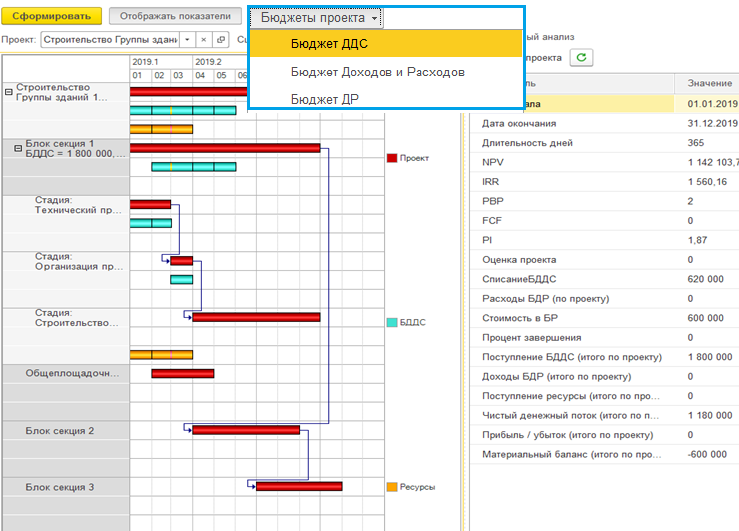 Сформировать
Отображать показатели
Бюджеты проекта
Проект: Строительство Группы здани
Бюджет ДДС
Бюджет Доходов и Расходов
Бюджет ДР
ый анализ
проекта
2019.1 2019.2
01 02 03 04 05 06
Строительство
Группы зданий 1...
Блок секция 1
БДДС = 1 800 000,...
Стадия:
Технический пр...
Стадия:
Организация пр...
Стадия:
Строительство...
Общеплощадочн...
Блок секция 2
Блок секция 3
Проект
БДДС
Ресурсы
Значение
01.01.2019
Дата окончания 31.12.2019
Длительность дней 365
NPV 1 142 103,7
IRR 1 560,16
PBP 2
FCF 0
PI 1,87
Оценка проекта 0
СписаниеБДДС 620 000
Расходы БДР (по проекту) 0
Стоимость в БР 600 000
Процент завершения 0
Поступление БДДС (итого по проекту) 1 800 000
Доходы БДР (итого по проекту) 0
Поступление ресурсы (итого по про... 0
Чистый денежный поток (итого по п... 1 180 000
Прибыль / убыток (итого по проекту) 0
Материальный баланс (итого по про... -600 000